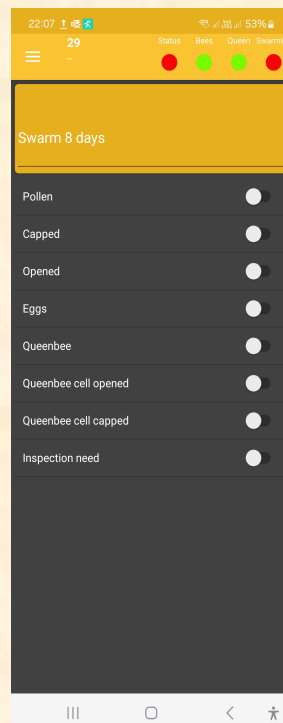 22:07 53%
29 Status Bees Queen Swarmi
--
Swarm 8 days
Pollen
Capped
Opened
Eggs
Queenbee
Queenbee cell opened
Queenbee cell capped
Inspection need